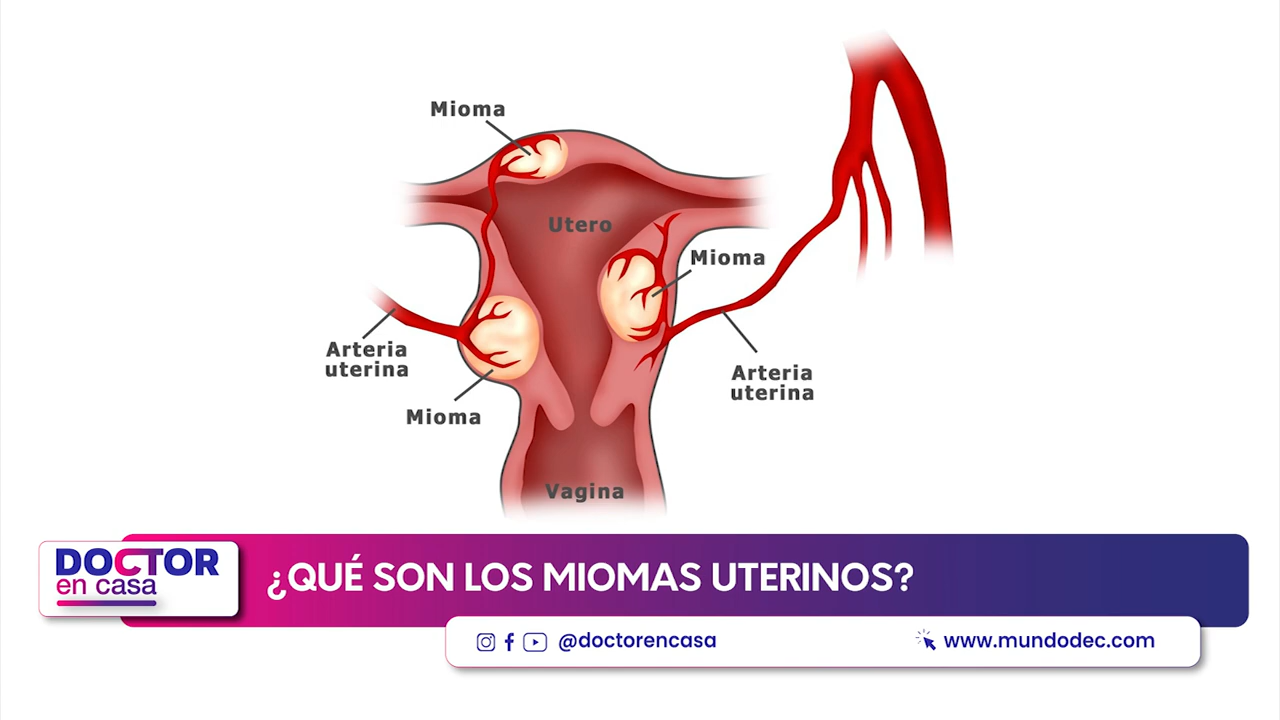 Mioma
Utero
Mioma
Arteria
uterina
Mioma
Arteria
uterina
Vagina
DOCTOR
en casa
¿QUÉ SON LOS MIOMAS UTERINOS?
@doctorencasa
www.mundodec.com